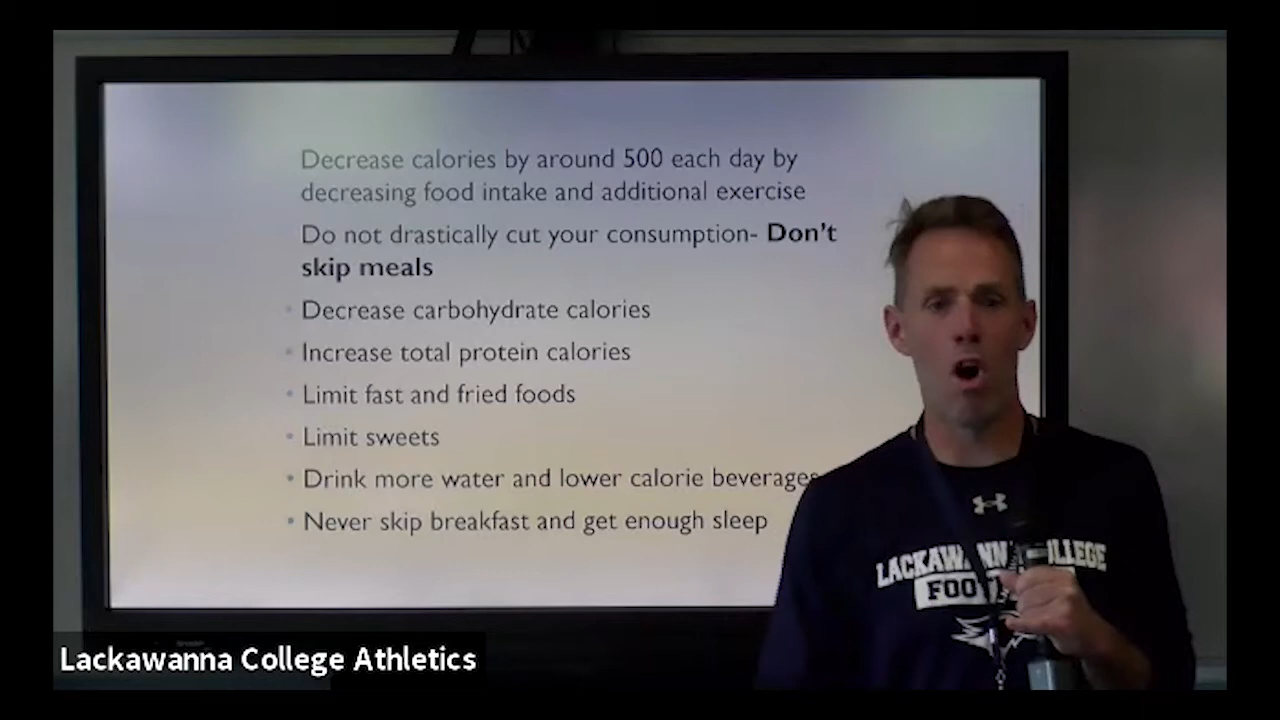 Decrease calories by around 500 each day by
decreasing food intake and additional exercise
Do not drastically cut your consumption- Don't
skip meals
• Decrease carbohydrate calories
• Increase total protein calories
• Limit fast and fried foods
• Limit sweets
• Drink more water and lower calorie beverages
• Never skip breakfast and get enough sleep
LACKAWANN
Lackawanna College Athletics